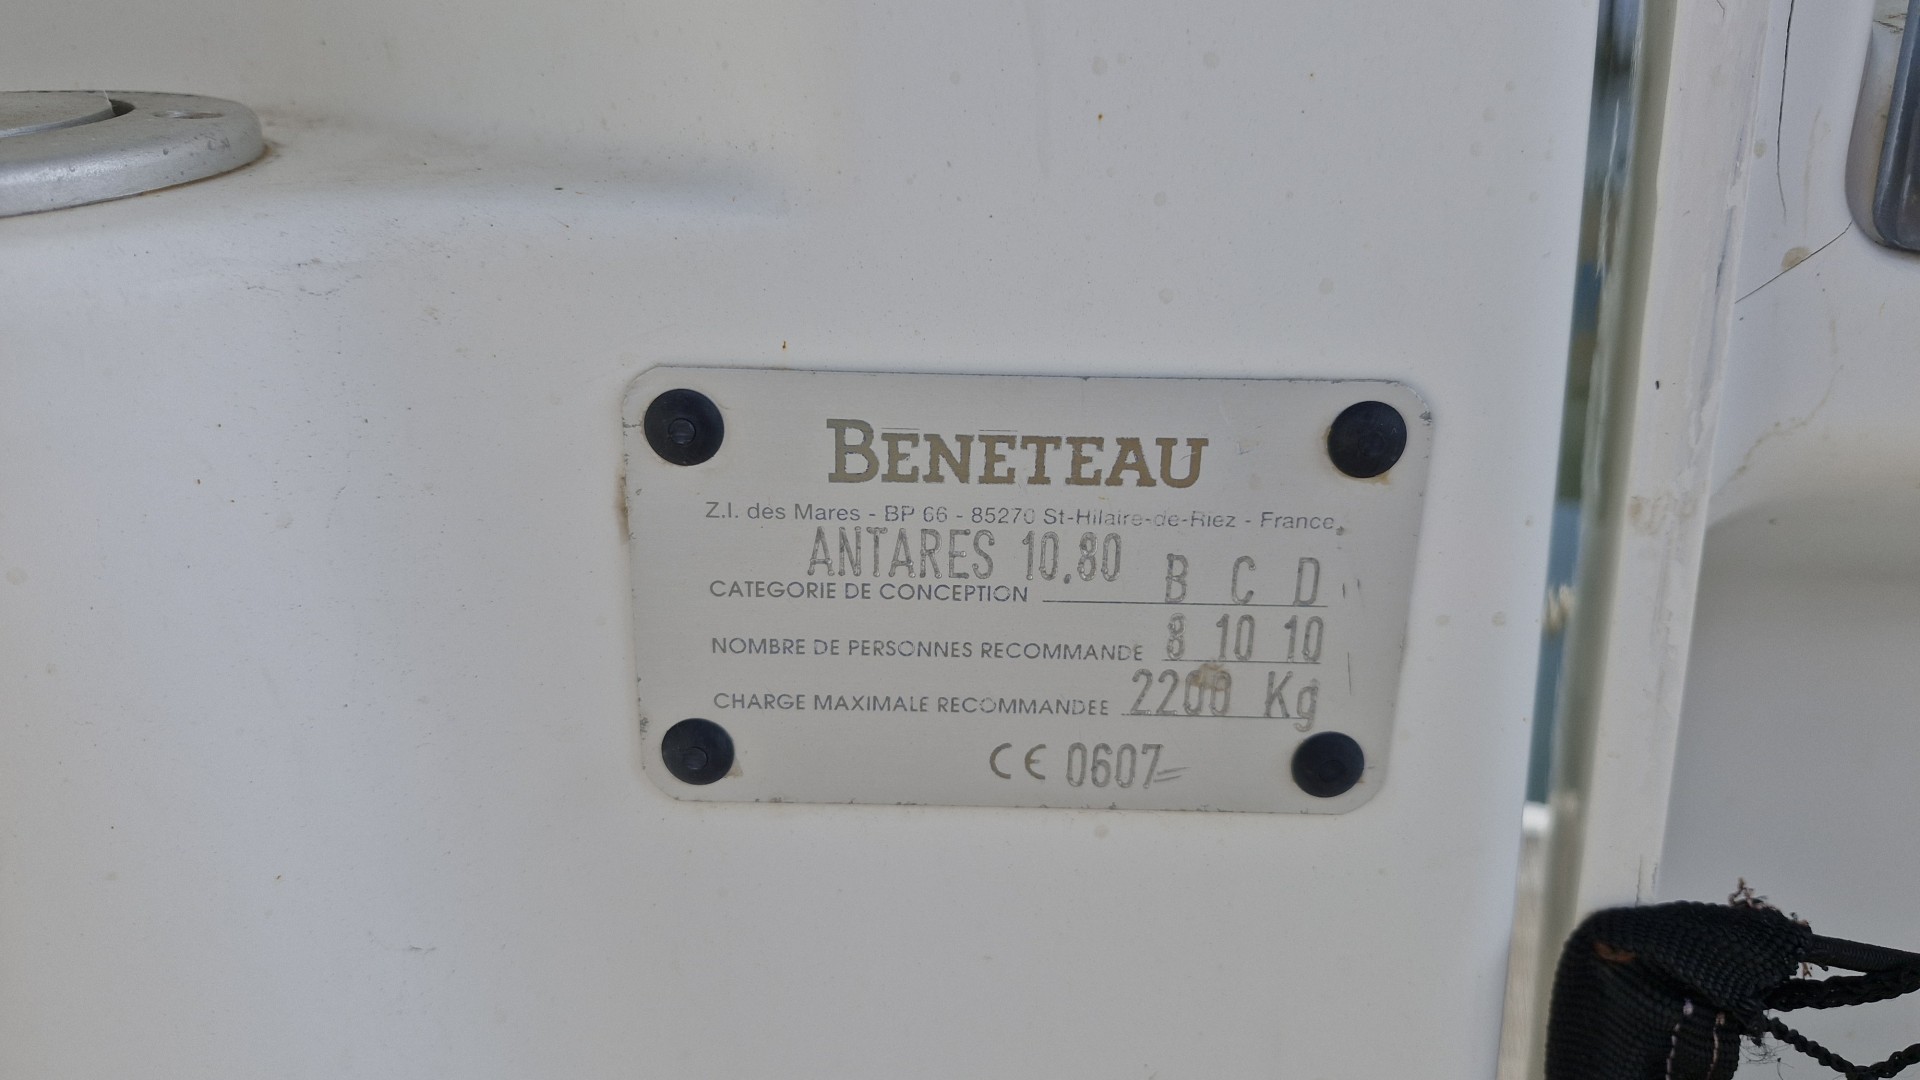 BENETEAU
Z.I. des Mares - BP 66 - 85270 St-Hilaire-de-Riez - France
ANTARES 10.80
CATEGORIE DE CONCEPTION B C D
NOMBRE DE PERSONNES RECOMMANDE 8 10 10
CHARGE MAXIMALE RECOMMANDEE 2200 Kg
CE 0607